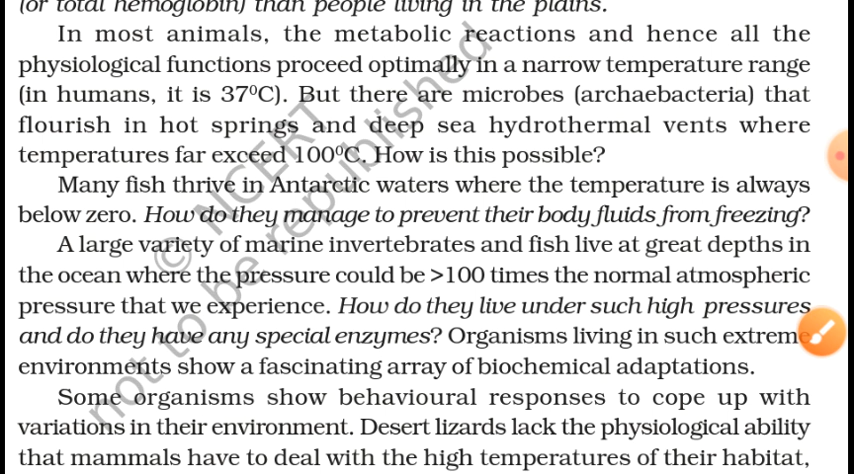 (or total hemoglobin) than people living in the plains.
In most animals, the metabolic reactions and hence all the
physiological functions proceed optimally in a narrow temperature range
(in humans, it is 37⁰C). But there are microbes (archaebacteria) that
flourish in hot springs and deep sea hydrothermal vents where
temperatures far exceed 100⁰C. How is this possible?
Many fish thrive in Antarctic waters where the temperature is always
below zero. How do they manage to prevent their body fluids from freezing?
A large variety of marine invertebrates and fish live at great depths in
the ocean where the pressure could be >100 times the normal atmospheric
pressure that we experience. How do they live under such high pressures
and do they have any special enzymes? Organisms living in such extreme
environments show a fascinating array of biochemical adaptations.
Some organisms show behavioural responses to cope up with
variations in their environment. Desert lizards lack the physiological ability
that mammals have to deal with the high temperatures of their habitat,
© NCERT
not to be republished